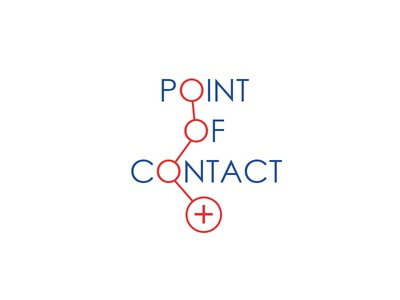 POINT
OF
CONTACT
+